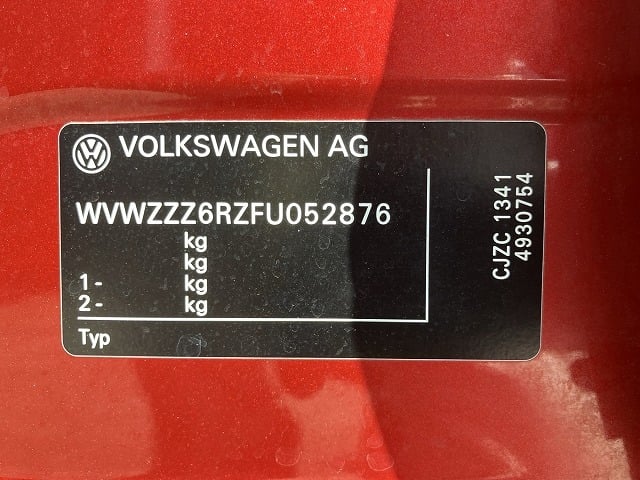 VOLKSWAGEN AG
WVWZZZ6RZFU052876
kg
kg
1- kg
2- kg
Typ
CJZC 1341
4930754